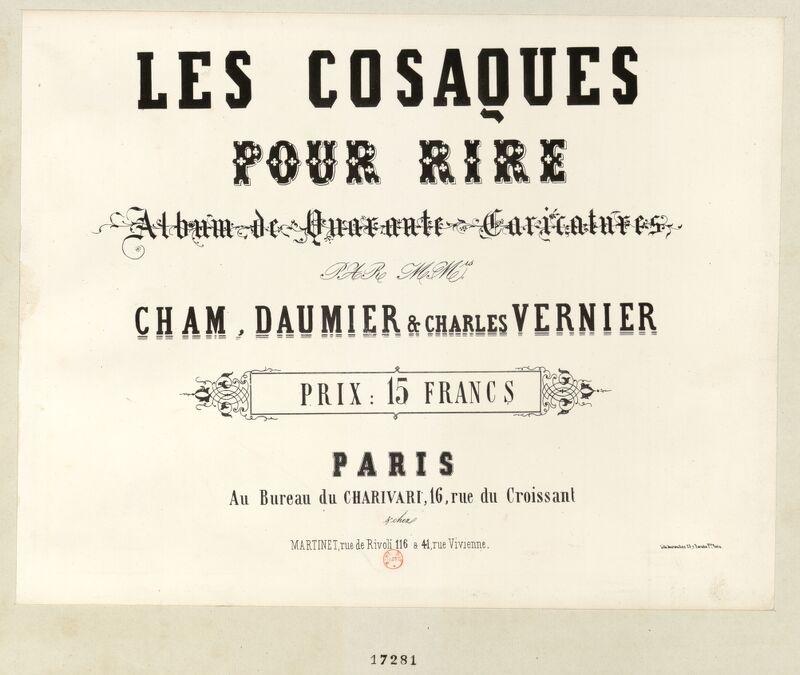 LES COSAQUES
POUR RIRE
Album de Quarante Caricatures,
PAR MM.rs
CHAM, DAUMIER & CHARLES VERNIER
PRIX : 15 FRANCS
PARIS
Au Bureau du CHARIVARI, 16, rue du Croissant
& chez
MARTINET, rue de Rivoli 116 & 41, rue Vivienne.
17281